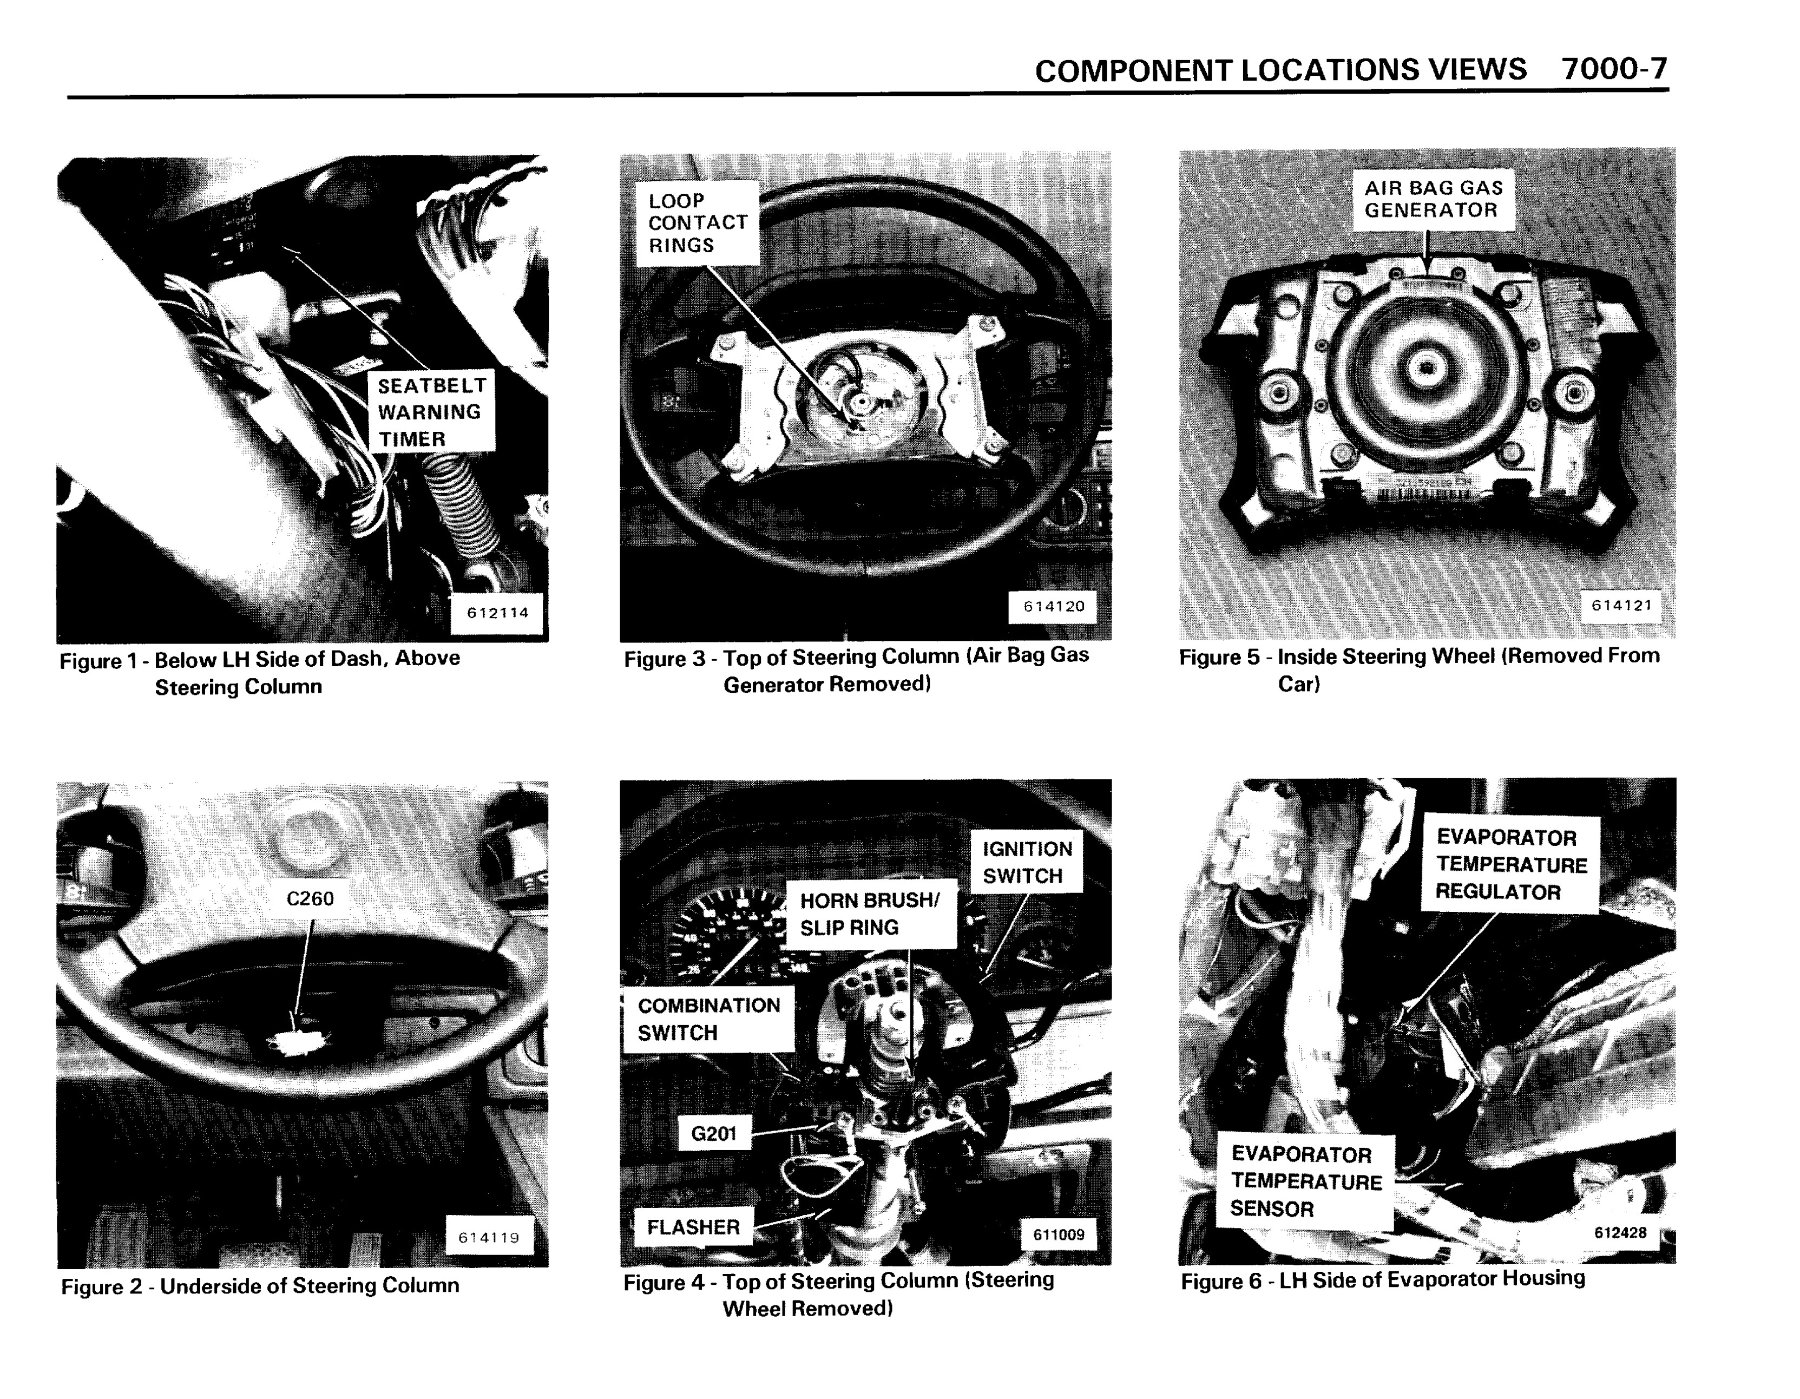 COMPONENT LOCATIONS VIEWS 7000-7
SEATBELT
WARNING
TIMER
612114
Figure 1 - Below LH Side of Dash, Above
Steering Column
LOOP
CONTACT
RINGS
614120
Figure 3 - Top of Steering Column (Air Bag Gas
Generator Removed)
AIR BAG GAS
GENERATOR
614121
Figure 5 - Inside Steering Wheel (Removed From
Car)
C260
614119
Figure 2 - Underside of Steering Column
IGNITION
SWITCH
HORN BRUSH/
SLIP RING
COMBINATION
SWITCH
G201
FLASHER
611009
Figure 4 - Top of Steering Column (Steering
Wheel Removed)
EVAPORATOR
TEMPERATURE
REGULATOR
EVAPORATOR
TEMPERATURE
SENSOR
612428
Figure 6 - LH Side of Evaporator Housing